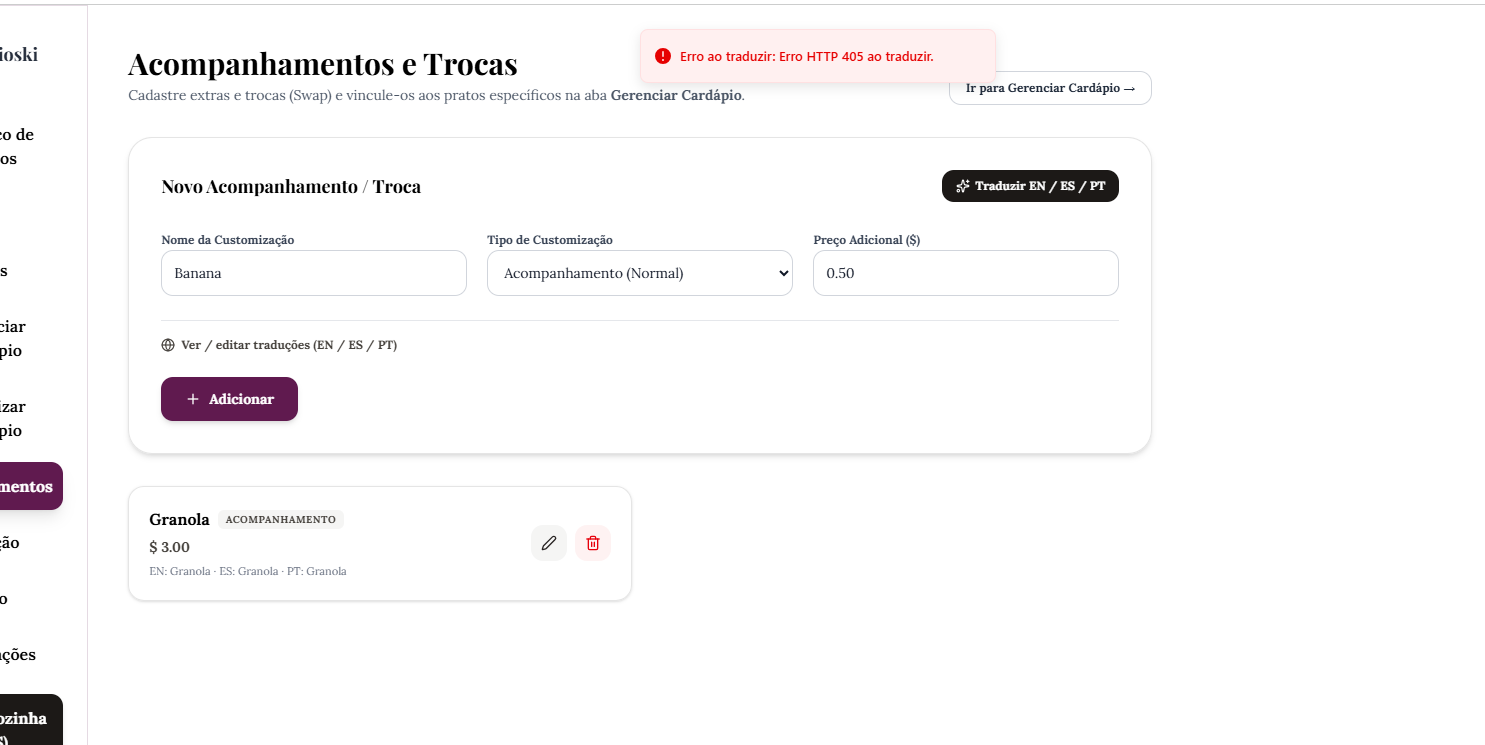 ioski
Erro ao traduzir: Erro HTTP 405 ao traduzir.
Acompanhamentos e Trocas
Cadastre extras e trocas (Swap) e vincule-os aos pratos específicos na aba Gerenciar Cardápio.
Ir para Gerenciar Cardápio →
co de
os
s
ciar
pio
izar
pio
mentos
ção
o
ações
ozinha
S)
Novo Acompanhamento / Troca
Traduzir EN / ES / PT
Nome da Customização
Tipo de Customização
Preço Adicional ($)
Banana
Acompanhamento (Normal)
0.50
Ver / editar traduções (EN / ES / PT)
+ Adicionar
Granola ACOMPANHAMENTO
$ 3.00
EN: Granola · ES: Granola · PT: Granola